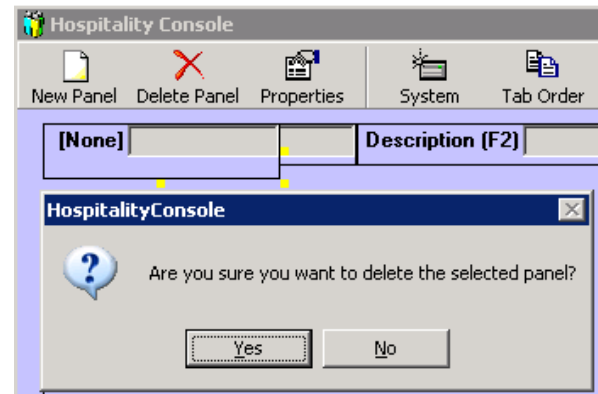 Hospitality Console
New Panel Delete Panel Properties System Tab Order
[None] Description (F2)
HospitalityConsole
Are you sure you want to delete the selected panel?
Yes No